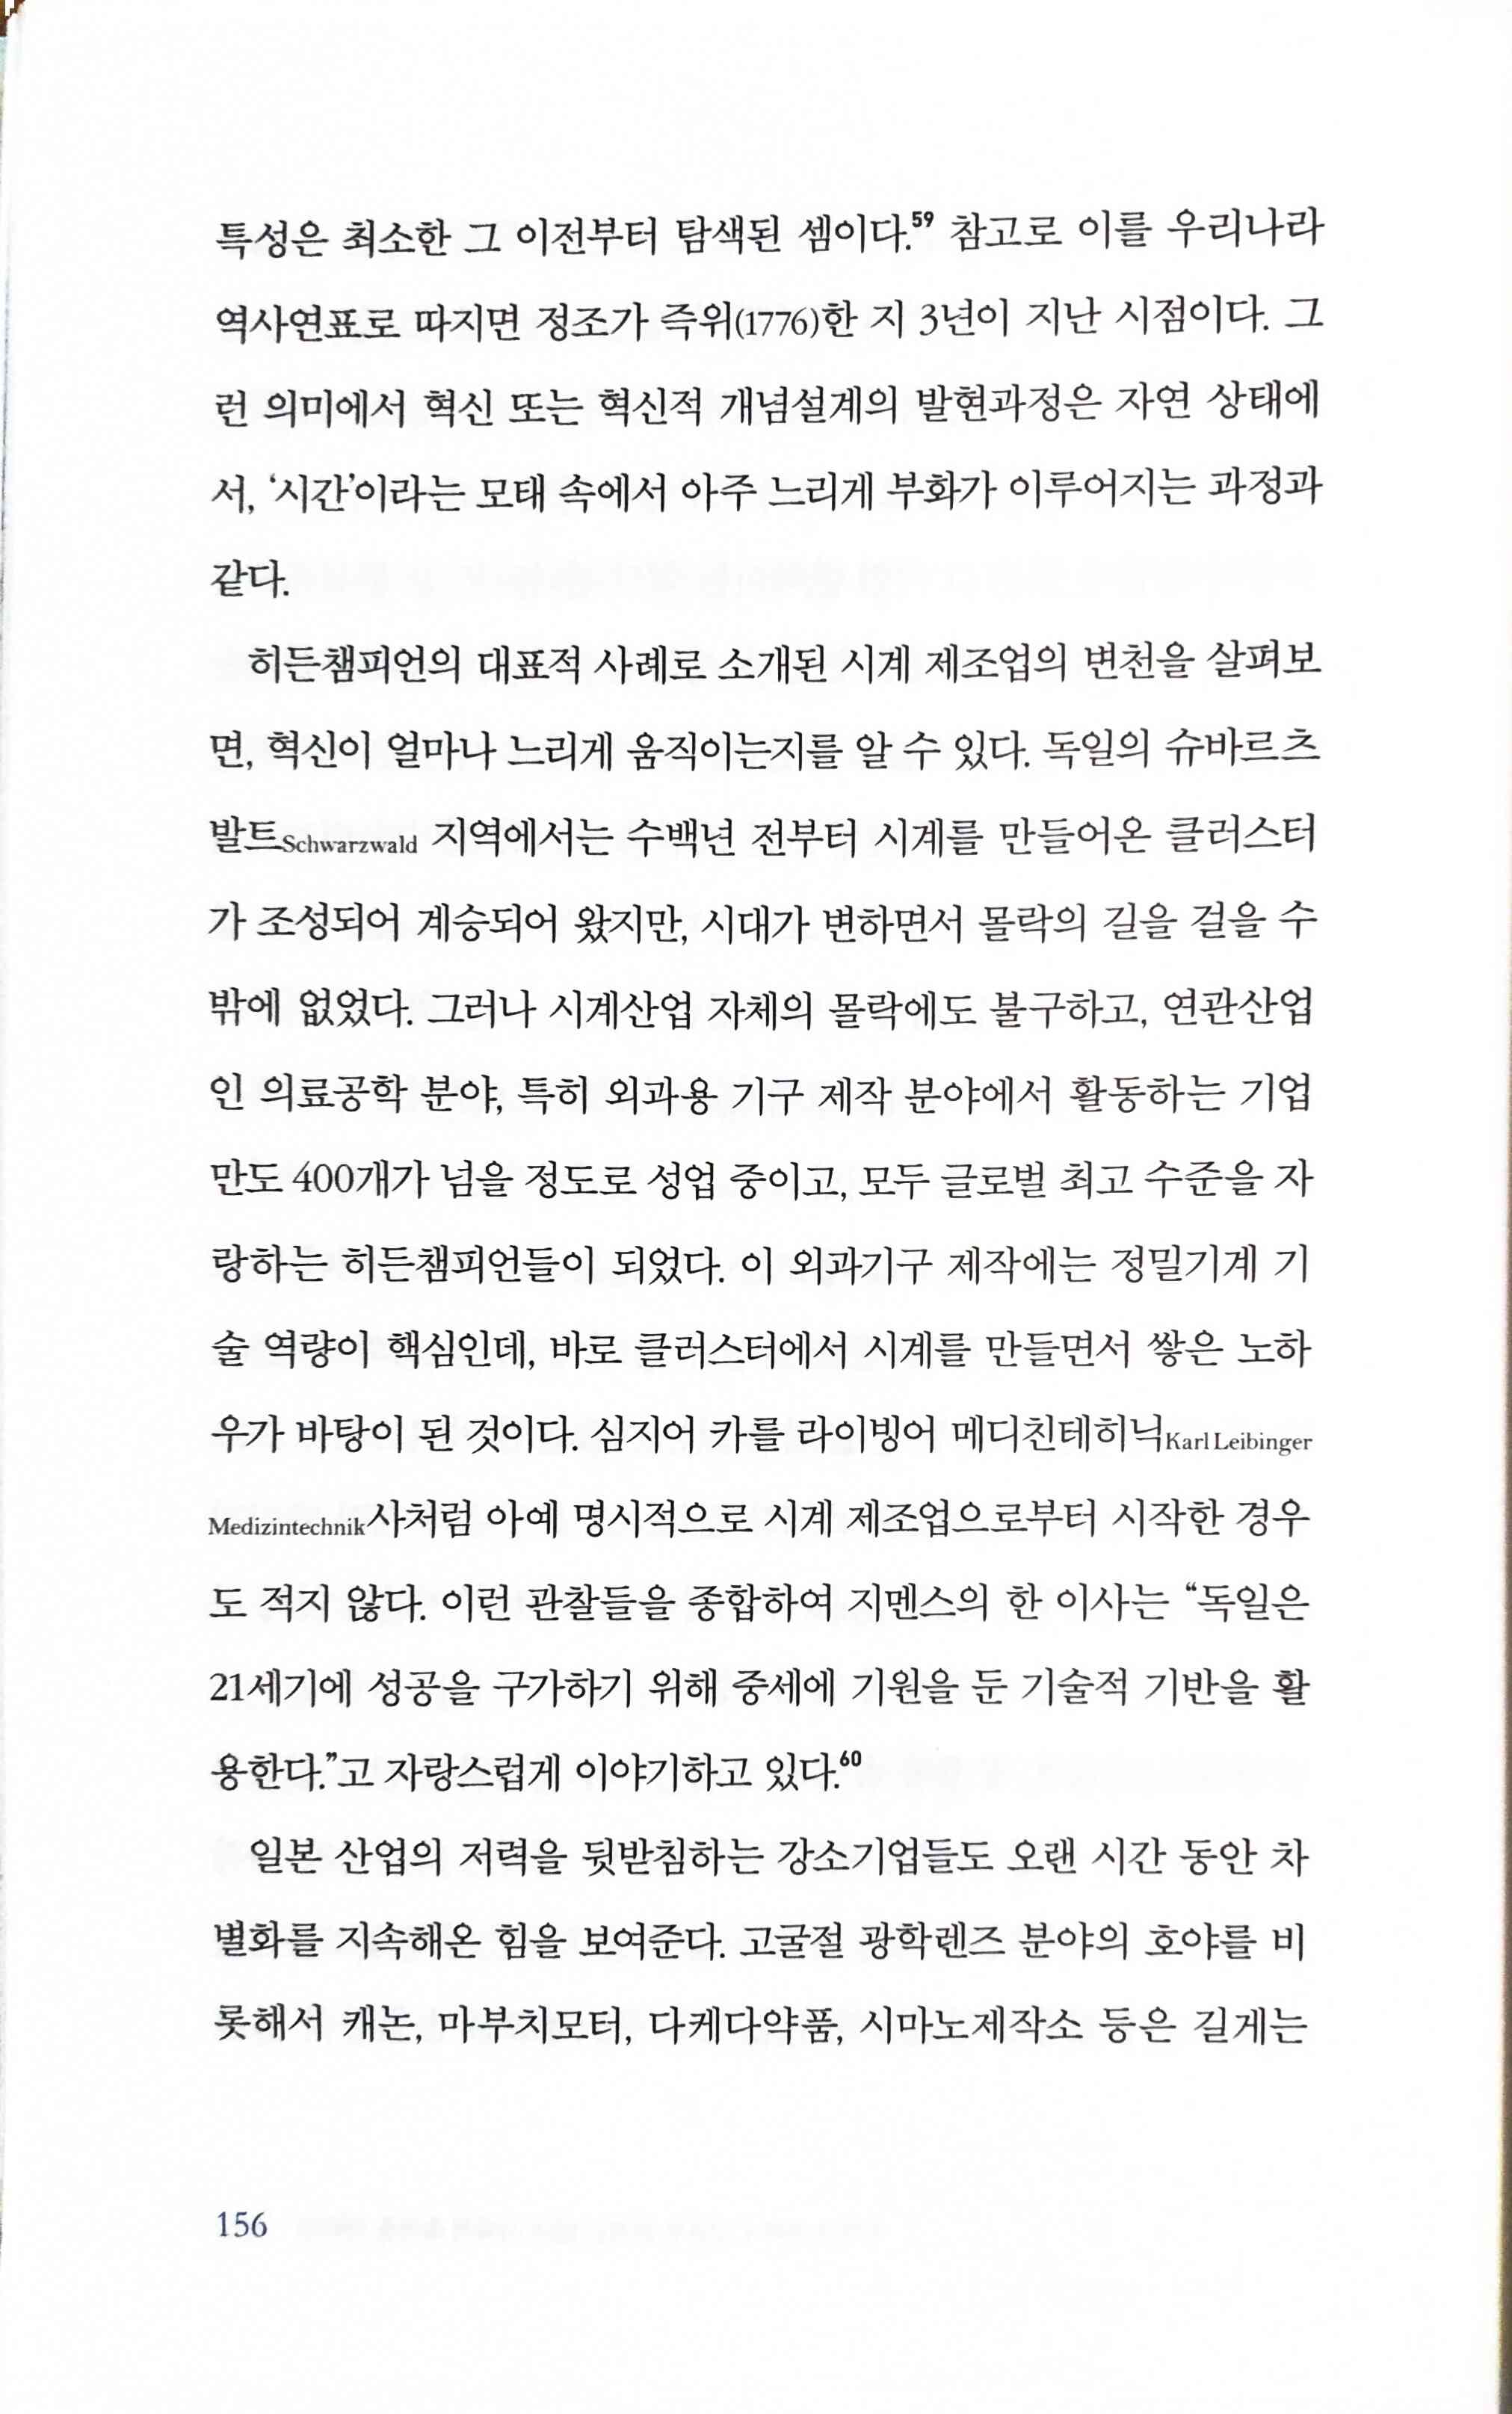 특성은 최소한 그 이전부터 탐색된 셈이다.59 참고로 이를 우리나라
역사연표로 따지면 정조가 즉위(1776)한 지 3년이 지난 시점이다. 그
런 의미에서 혁신 또는 혁신적 개념설계의 발현과정은 자연 상태에
서, ‘시간’이라는 모태 속에서 아주 느리게 부화가 이루어지는 과정과
같다.
히든챔피언의 대표적 사례로 소개된 시계 제조업의 변천을 살펴보
면, 혁신이 얼마나 느리게 움직이는지를 알 수 있다. 독일의 슈바르츠
발트Schwarzwald 지역에서는 수백년 전부터 시계를 만들어온 클러스터
가 조성되어 계승되어 왔지만, 시대가 변하면서 몰락의 길을 걸을 수
밖에 없었다. 그러나 시계산업 자체의 몰락에도 불구하고, 연관산업
인 의료공학 분야, 특히 외과용 기구 제작 분야에서 활동하는 기업
만도 400개가 넘을 정도로 성업 중이고, 모두 글로벌 최고 수준을 자
랑하는 히든챔피언들이 되었다. 이 외과기구 제작에는 정밀기계 기
술 역량이 핵심인데, 바로 클러스터에서 시계를 만들면서 쌓은 노하
우가 바탕이 된 것이다. 심지어 카를 라이빙어 메디친테히닉Karl Leibinger
Medizintechnik사처럼 아예 명시적으로 시계 제조업으로부터 시작한 경우
도 적지 않다. 이런 관찰들을 종합하여 지멘스의 한 이사는 “독일은
21세기에 성공을 구가하기 위해 중세에 기원을 둔 기술적 기반을 활
용한다.”고 자랑스럽게 이야기하고 있다.60
일본 산업의 저력을 뒷받침하는 강소기업들도 오랜 시간 동안 차
별화를 지속해온 힘을 보여준다. 고굴절 광학렌즈 분야의 호야를 비
롯해서 캐논, 마부치모터, 다케다약품, 시마노제작소 등은 길게는
156